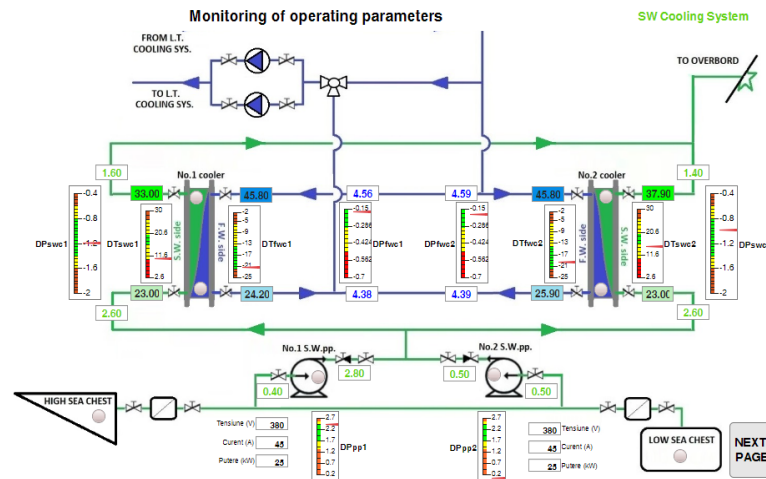 Monitoring of operating parameters
SW Cooling System
FROM L.T.
COOLING SYS.
TO L.T.
COOLING SYS.
TO OVERBORD
1.60
1.40
No.1 cooler
No.2 cooler
33.00
45.80
4.56
4.59
45.80
37.90
DPswc1
-0.4
-0.8
-1.2
-1.6
-2
DTswc1
30
20.6
11.6
2.6
S.W. side
F.W. side
-2
-5
-9
-13
-17
-21
-25
DTfwc1
-0.15
-0.286
-0.424
-0.562
-0.7
DPfwc1
DPfwc2
-0.15
-0.286
-0.424
-0.562
-0.7
DTfwc2
-2
-5
-9
-13
-17
-21
-25
F.W. side
S.W. side
30
20.6
11.6
2.6
DTswc2
-0.4
-0.8
-1.2
-1.6
-2
DPswc
23.00
24.20
4.38
4.39
25.90
23.00
2.60
2.60
No.1 S.W.pp.
No.2 S.W.pp.
2.80
0.50
0.40
0.50
HIGH SEA CHEST
LOW SEA CHEST
Tensiune (V) 380
Curent (A) 45
Putere (kW) 25
2.7
2.2
1.7
1.2
0.7
0.2
DPpp1
DPpp2
-2.7
-2.2
-1.7
-1.2
-0.7
-0.2
380 Tensiune (V)
45 Curent (A)
25 Putere (kW)
NEXT
PAGE